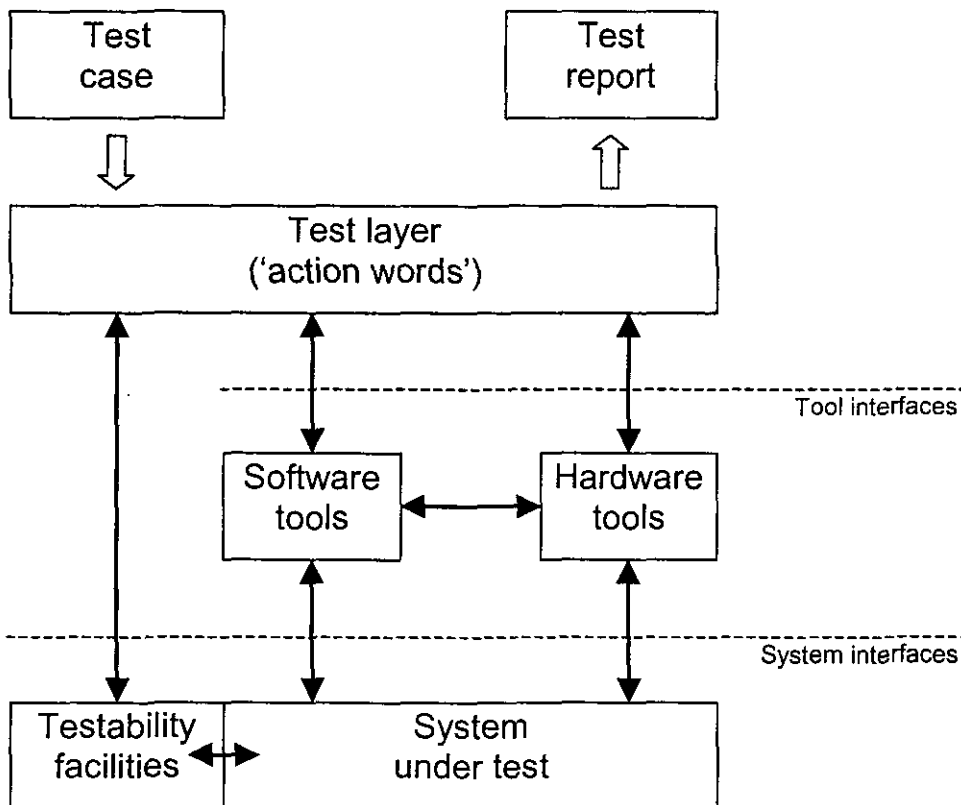 Test
case
Test
report
Test layer
(‘action words’)
Tool interfaces
Software
tools
Hardware
tools
System interfaces
Testability
facilities
System
under test